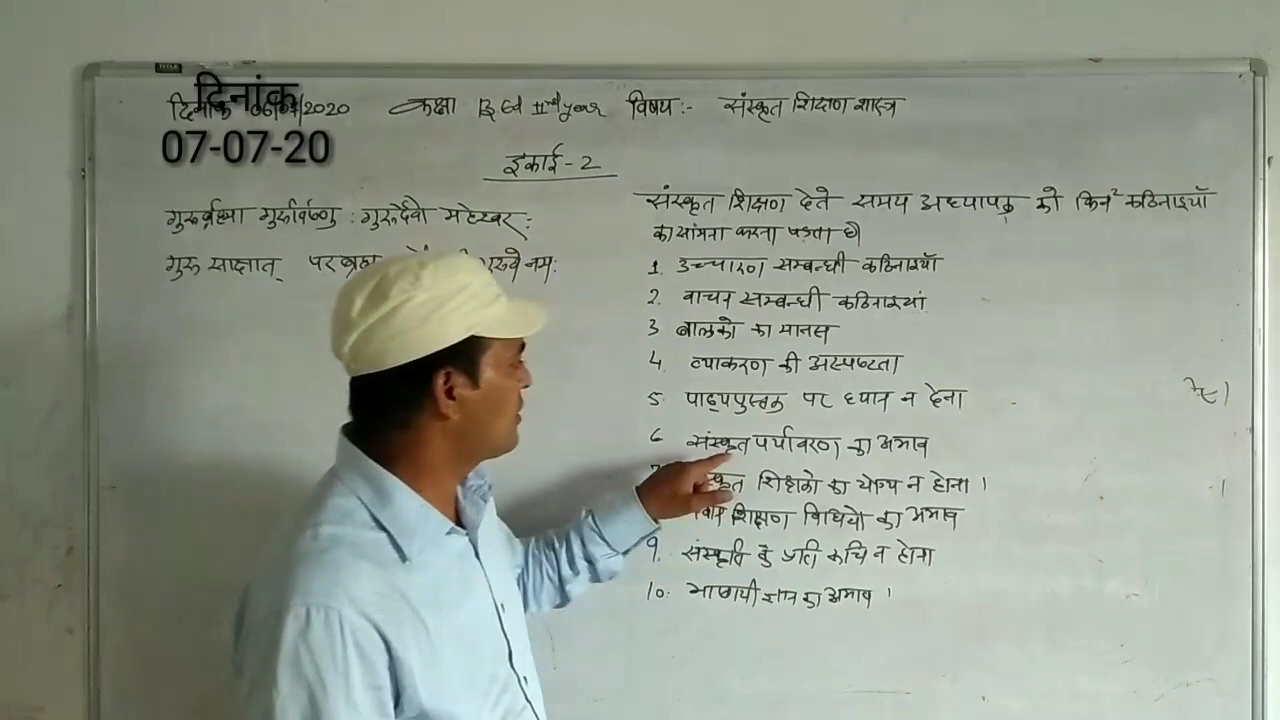 दिनांक
दिनांक /2020 कक्षा B.Ed IInd year विषय:- संस्कृत शिक्षण शास्त्र
07-07-20
इकाई - 2
गुरुर्ब्रह्मा गुरुर्विष्णु : गुरुर्देवो महेश्वर:
गुरु साक्षात् परब्रह्म नम:
संस्कृत शिक्षण देते समय अध्यापक को किन² कठिनाइयाँ
का सामना करना पडता है
1. उच्चारण सम्बन्धी कठिनाइयाँ
2. वाचन सम्बन्धी कठिनाइयां
3 बालको का मानस
4. व्याकरण की अस्पष्टता
5. पाठ्यपुस्तक पर ध्यान न देना
6 संस्कृत पर्यावरण का अभाव
शिक्षको का योग्य न होना ।
शिक्षण विधियो का अभाव
9. संस्कृति के प्रति रूचि न होना
10. भाषायी ज्ञान का अभाव ।